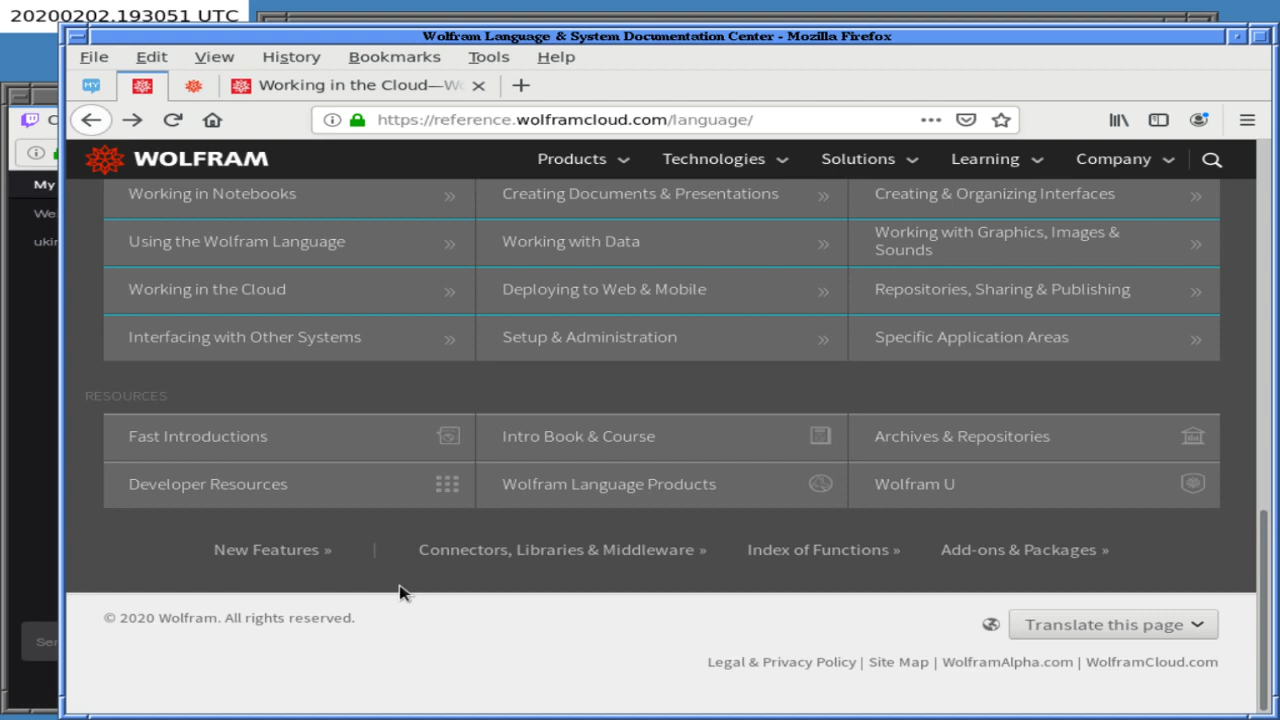 20200202.193051 UTC
Wolfram Language & System Documentation Center - Mozilla Firefox
File Edit View History Bookmarks Tools Help
MY Working in the Cloud—W
https://reference.wolframcloud.com/language/
WOLFRAM Products Technologies Solutions Learning Company
My
We
ukin
Working in Notebooks » Creating Documents & Presentations » Creating & Organizing Interfaces »
Using the Wolfram Language » Working with Data » Working with Graphics, Images & Sounds »
Working in the Cloud » Deploying to Web & Mobile » Repositories, Sharing & Publishing »
Interfacing with Other Systems » Setup & Administration » Specific Application Areas »
RESOURCES
Fast Introductions Intro Book & Course Archives & Repositories
Developer Resources Wolfram Language Products Wolfram U
New Features » | Connectors, Libraries & Middleware » Index of Functions » Add-ons & Packages »
© 2020 Wolfram. All rights reserved. Translate this page
Sen
Legal & Privacy Policy | Site Map | WolframAlpha.com | WolframCloud.com